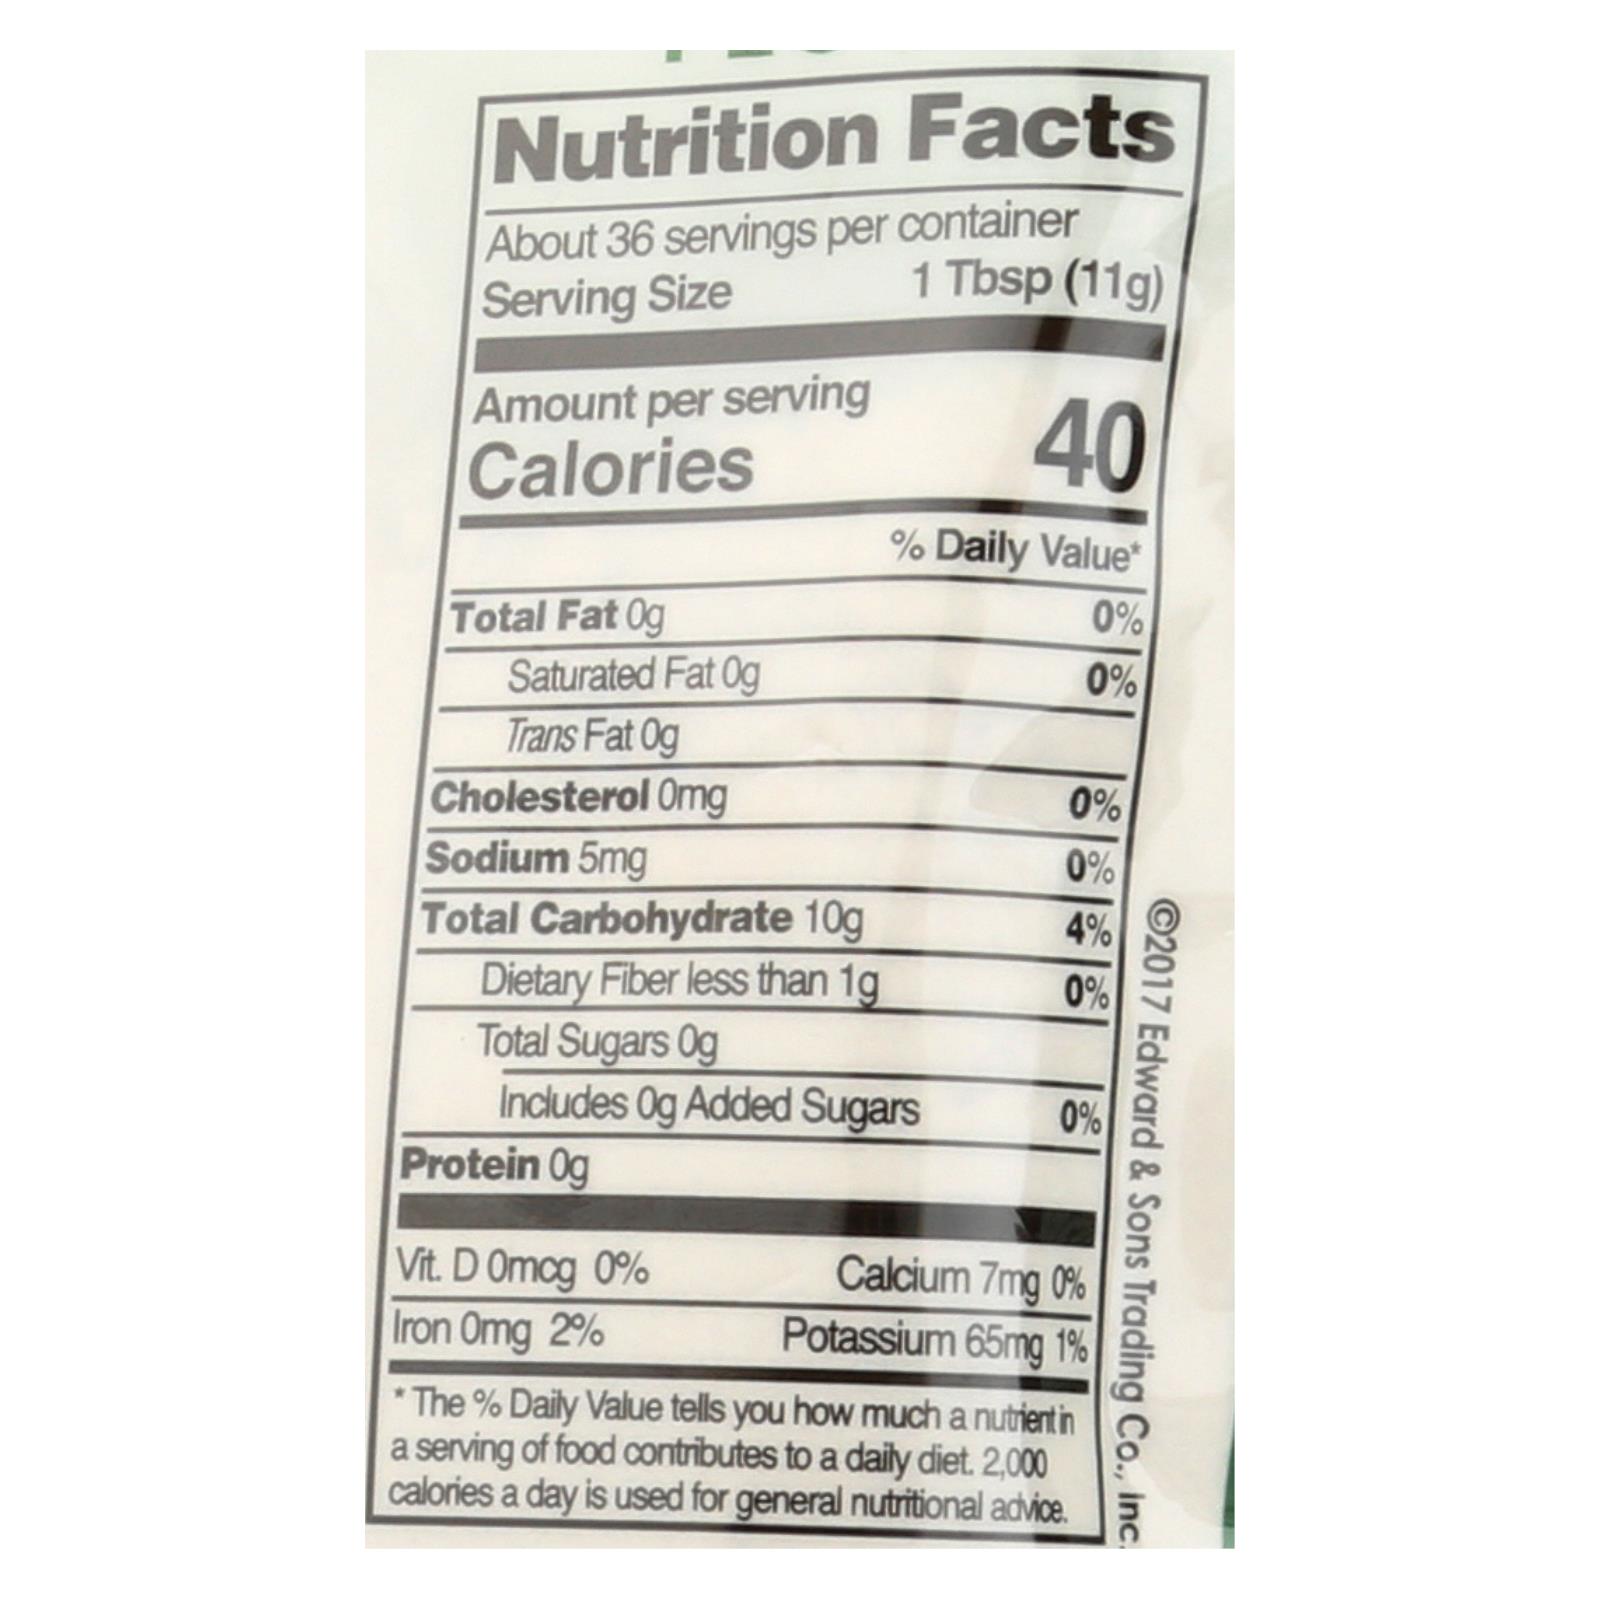 Nutrition Facts
About 36 servings per container
Serving Size 1 Tbsp (11g)
Amount per serving
Calories 40
% Daily Value*
Total Fat 0g 0%
Saturated Fat 0g 0%
Trans Fat 0g
Cholesterol 0mg 0%
Sodium 5mg 0%
Total Carbohydrate 10g 4%
Dietary Fiber less than 1g 0%
Total Sugars 0g
Includes 0g Added Sugars 0%
Protein 0g
Vit. D 0mcg 0% Calcium 7mg 0%
Iron 0mg 2% Potassium 65mg 1%
* The % Daily Value tells you how much a nutrient in
a serving of food contributes to a daily diet. 2,000
calories a day is used for general nutritional advice.
©2017 Edward & Sons Trading Co., Inc.